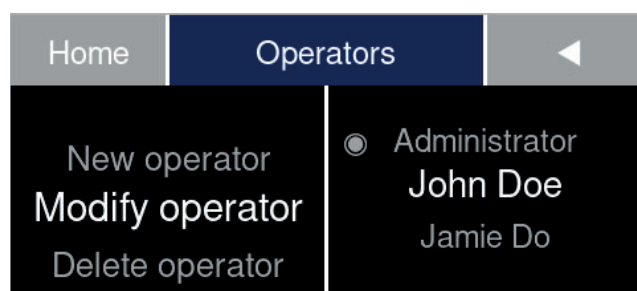 Home
Operators
New operator
Modify operator
Delete operator
Administrator
John Doe
Jamie Do